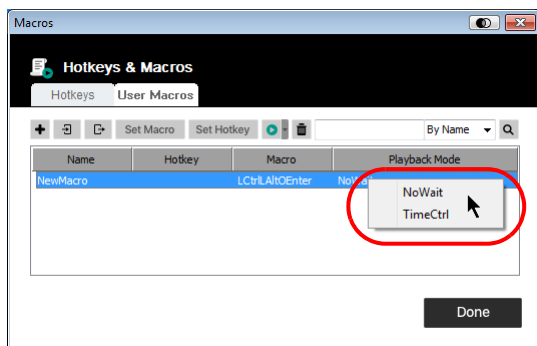 Macros
Hotkeys & Macros
Hotkeys User Macros
Set Macro Set Hotkey By Name
Name Hotkey Macro Playback Mode
NewMacro LCtrlLAltOEnter
NoWait
TimeCtrl
Done